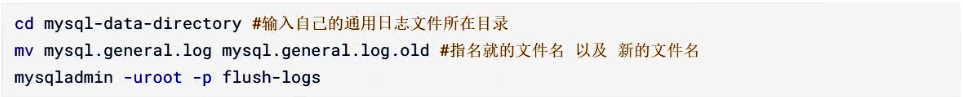 cd mysql-data-directory #输入自己的通用日志文件所在目录
mv mysql.general.log mysql.general.log.old #指名就的文件名 以及 新的文件名
mysqladmin -uroot -p flush-logs